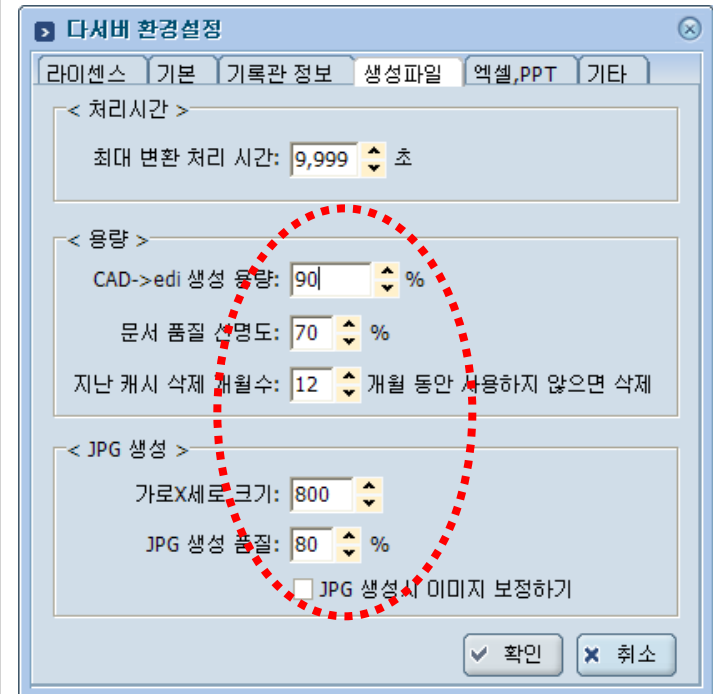 다서버 환경설정
라이센스 기본 기록관 정보 생성파일 엑셀,PPT 기타
< 처리시간 >
최대 변환 처리 시간: 9,999 초
< 용량 >
CAD->edi 생성 용량: 90 %
문서 품질 선명도: 70 %
지난 캐시 삭제 개월수: 12 개월 동안 사용하지 않으면 삭제
< JPG 생성 >
가로X세로 크기: 800
JPG 생성 품질: 80 %
JPG 생성시 이미지 보정하기
확인 취소